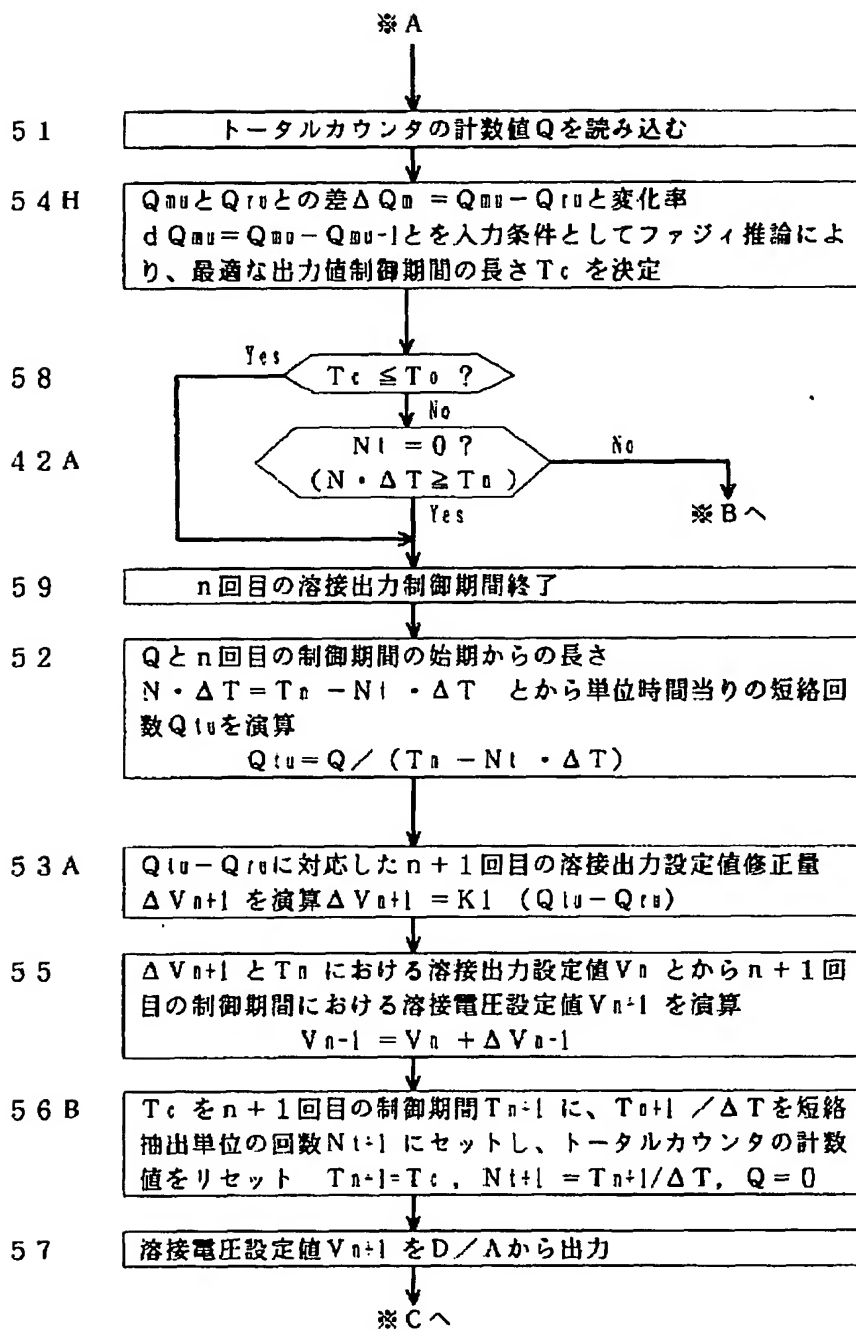 ※A
51 トータルカウンタの計数値Qを読み込む
54H QmuとQruとの差ΔQm=Qmu-Qruと変化率
dQmu=Qmu-Qmu-1とを入力条件としてファジィ推論によ
り、最適な出力値制御期間の長さTcを決定
Yes
58 Tc≦To?
No
42A Nt=0?
No
(N・ΔT≧Tn)
Yes
※Bへ
59 n回目の溶接出力制御期間終了
52 Qとn回目の制御期間の始期からの長さ
N・ΔT=Tn-Nt・ΔT とから単位時間当りの短絡回
数Qtuを演算
Qtu=Q/(Tn-Nt・ΔT)
53A Qtu-Qruに対応したn+1回目の溶接出力設定値修正量
ΔVn+1を演算ΔVn+1=K1(Qtu-Qru)
55 ΔVn+1とTnにおける溶接出力設定値Vnとからn+1回
目の制御期間における溶接電圧設定値Vn+1を演算
Vn-1=Vn+ΔVn-1
56B Tcをn+1回目の制御期間Tn+1に、Tn+1/ΔTを短絡
抽出単位の回数Nt+1にセットし、トータルカウンタの計数
値をリセット Tn+1=Tc, Nt+1=Tn+1/ΔT, Q=0
57 溶接電圧設定値Vn+1をD/Aから出力
※Cへ